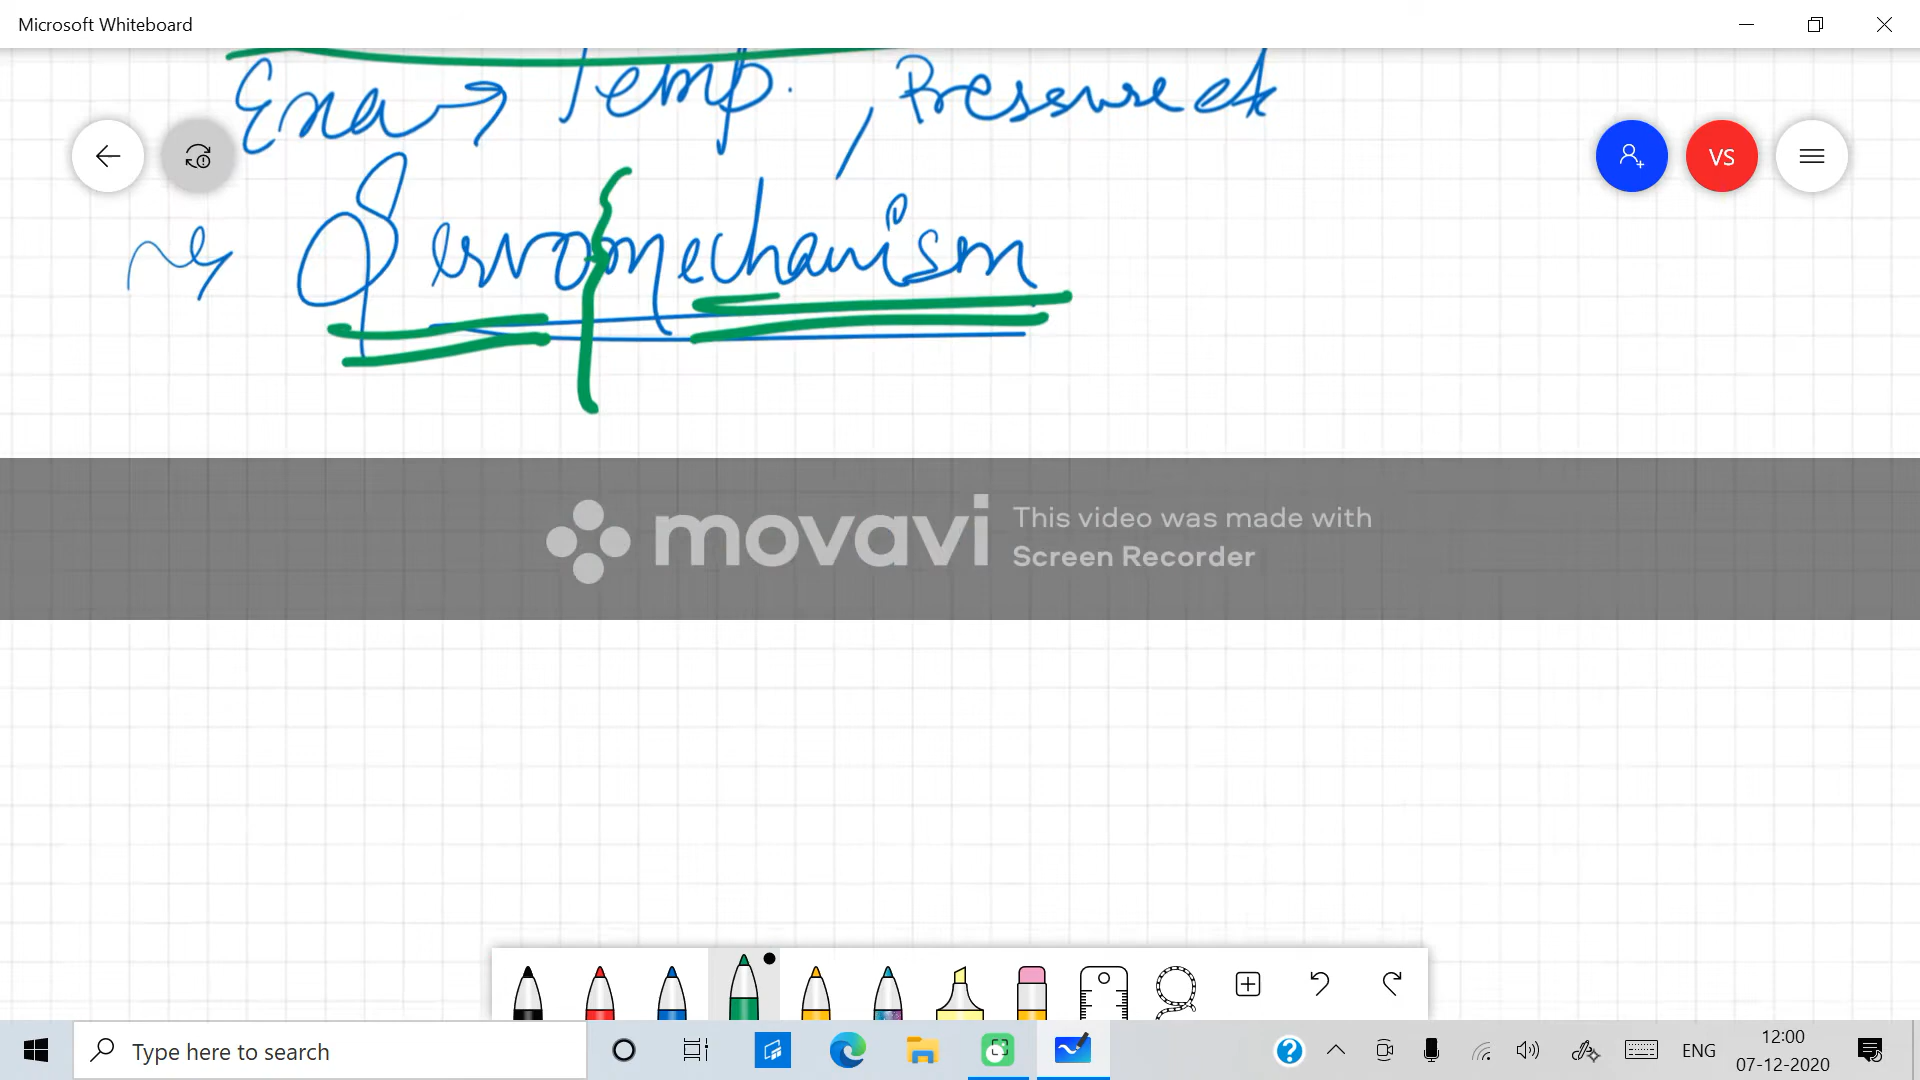 Microsoft Whiteboard
Exa → Temp. , Pressure etc
VS
→ Servomechanism
movavi
This video was made with
Screen Recorder
Type here to search
ENG
12:00
07-12-2020